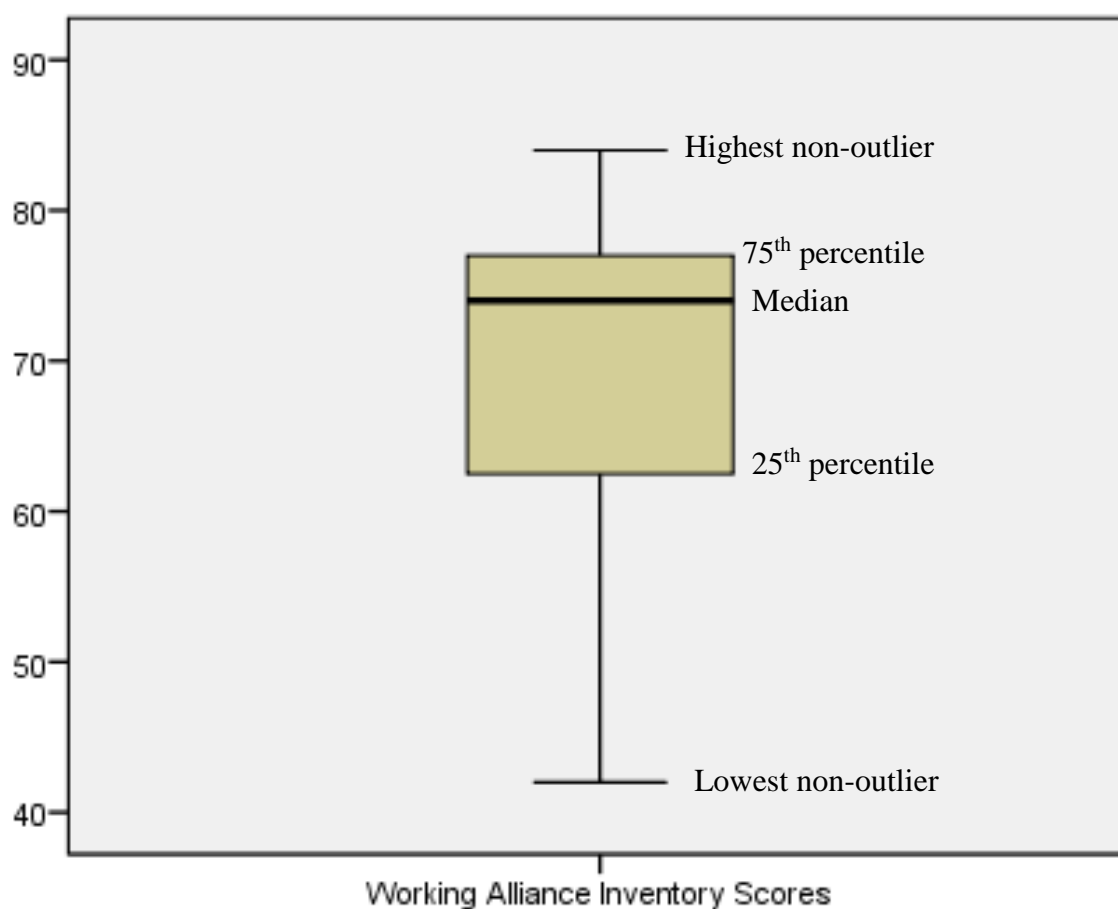 90
Highest non-outlier
80
75th percentile
Median
70
25th percentile
60
50
Lowest non-outlier
40
Working Alliance Inventory Scores